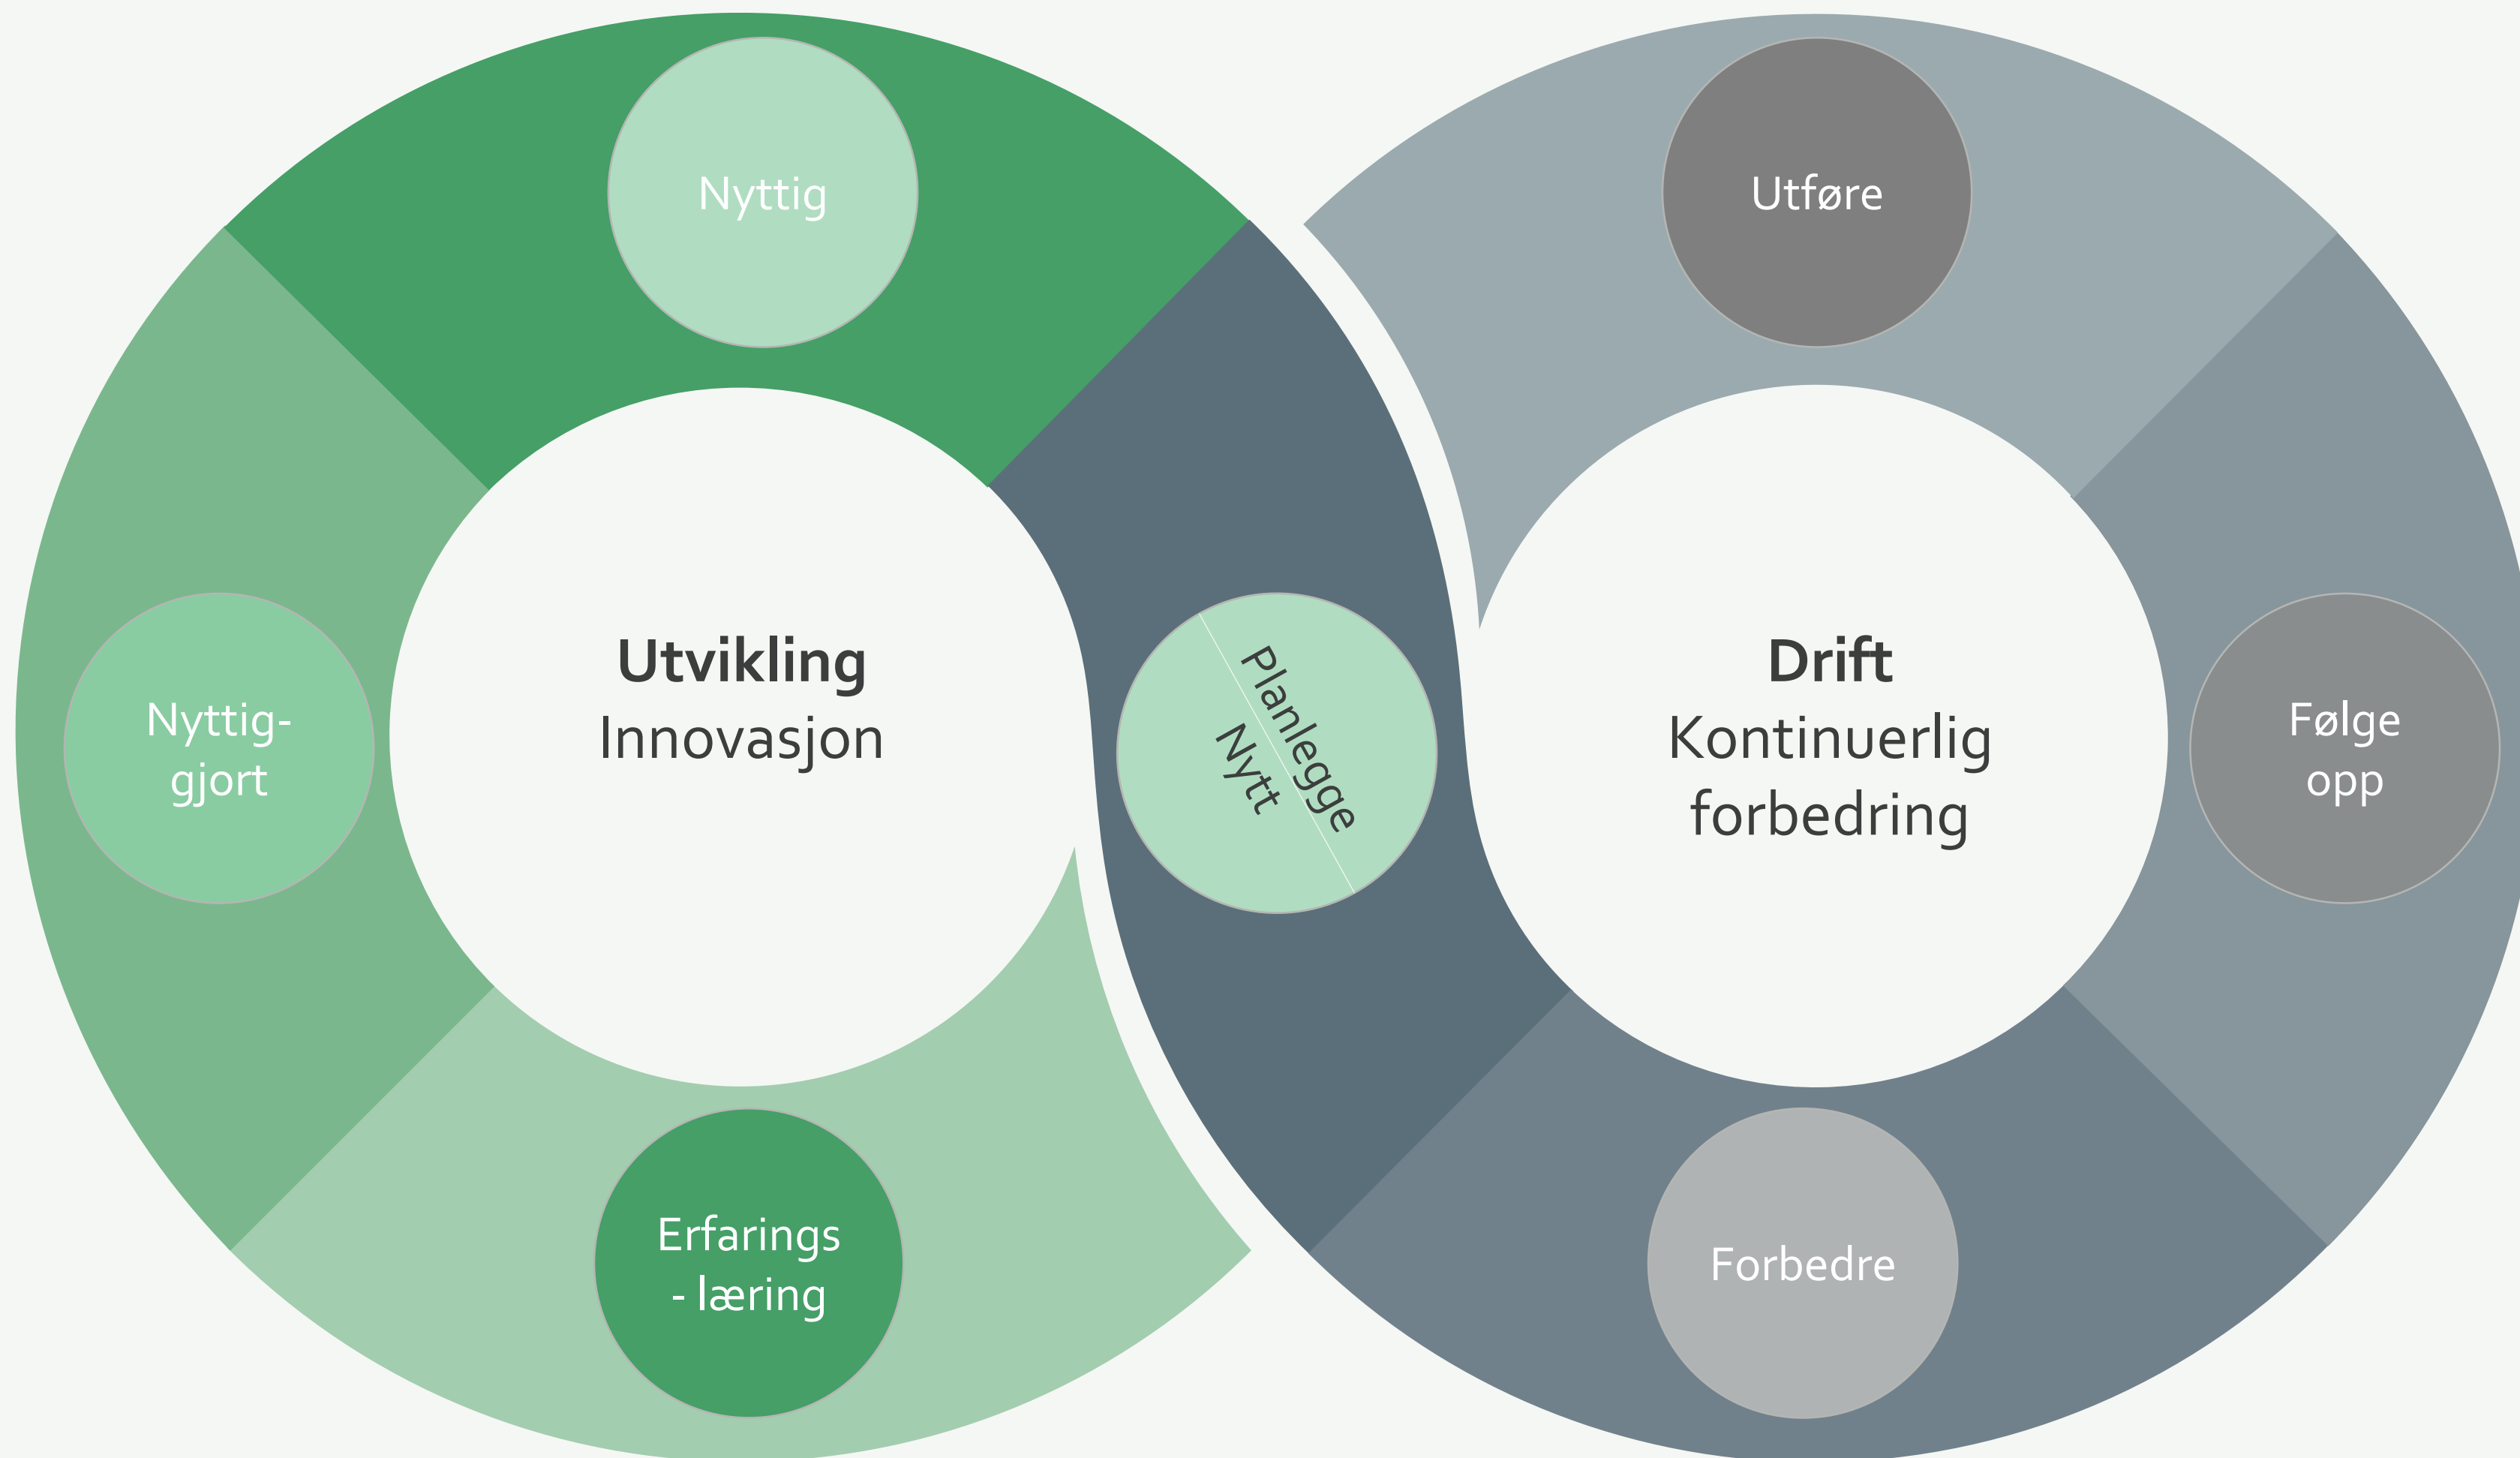 Nyttig
Utføre
Utvikling
Innovasjon
Nyttig-
gjort
Planlegge
Nytt
Drift
Kontinuerlig
forbedring
Følge
opp
Erfarings
- læring
Forbedre